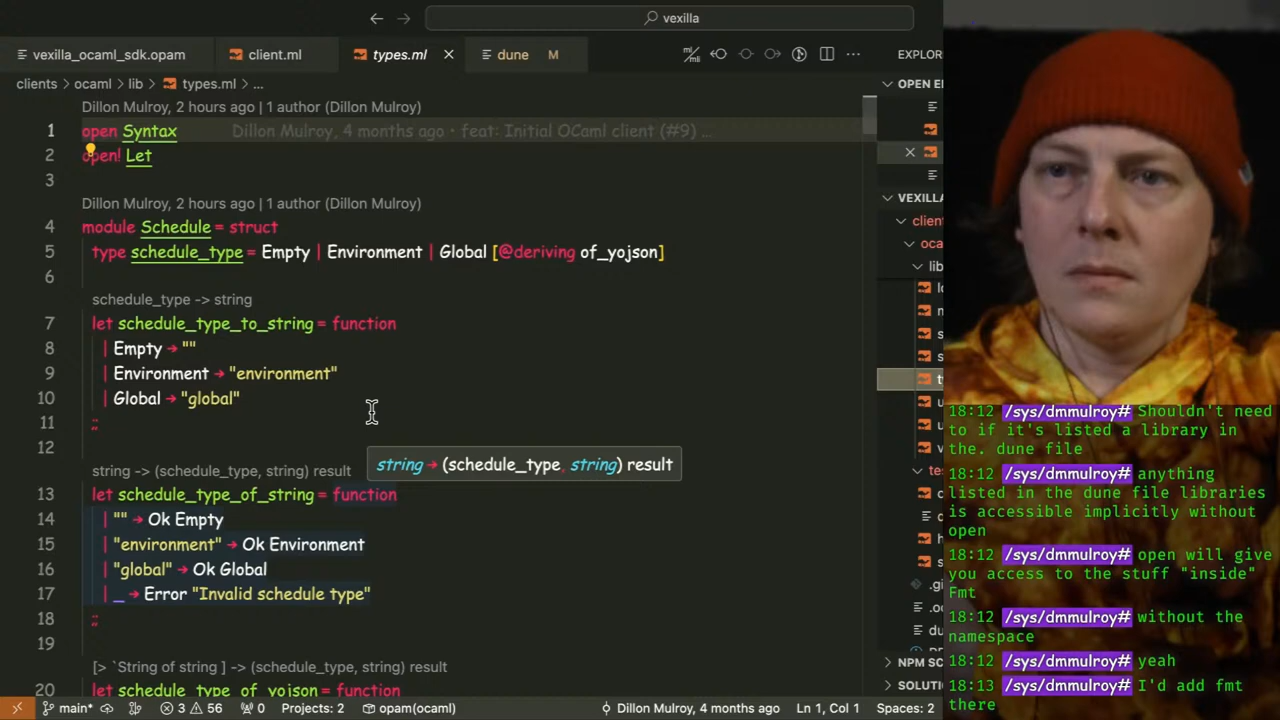 vexilla
vexilla_ocaml_sdk.opam
client.ml
types.ml
dune M
EXPLOR
clients > ocaml > lib > types.ml > ...
OPEN E
Dillon Mulroy, 2 hours ago | 1 author (Dillon Mulroy)
1 open Syntax Dillon Mulroy, 4 months ago • feat: Initial OCaml client (#9) ...
2 open! Let
3
Dillon Mulroy, 2 hours ago | 1 author (Dillon Mulroy)
4 module Schedule = struct
5 type schedule_type = Empty | Environment | Global [@deriving of_yojson]
6
schedule_type -> string
7 let schedule_type_to_string = function
8 | Empty → ""
9 | Environment → "environment"
10 | Global → "global"
11 ;;
12
string -> (schedule_type, string) result
string → (schedule_type, string) result
13 let schedule_type_of_string = function
14 | "" → Ok Empty
15 | "environment" → Ok Environment
16 | "global" → Ok Global
17 | _ → Error "Invalid schedule type"
18 ;;
19
[> `String of string ] -> (schedule_type, string) result
20 let schedule_type_of_yojson = function
VEXILL
clien
oca
lib
te
NPM SC
SOLUTIO
main*
3 56
0
Projects: 2
opam(ocaml)
Dillon Mulroy, 4 months ago
Ln 1, Col 1
Spaces: 2
18:12 /sys/dmmulroy# Shouldn't need
to if it's listed a library in
the. dune file
18:12 /sys/dmmulroy# anything
listed in the dune file libraries
is accessible implicitly without
open
18:12 /sys/dmmulroy# open will give
you access to the stuff "inside"
Fmt
18:12 /sys/dmmulroy# without the
namespace
18:12 /sys/dmmulroy# yeah
18:13 /sys/dmmulroy# I'd add fmt
there